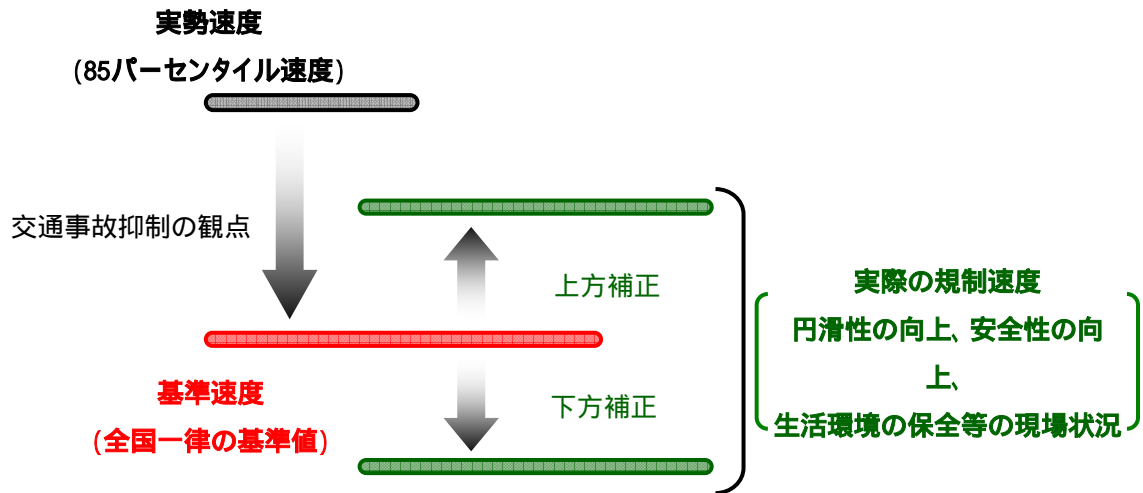 実勢速度
(85パーセンタイル速度)
交通事故抑制の観点
上方補正
実際の規制速度
円滑性の向上、安全性の向
上、
生活環境の保全等の現場状況
基準速度
(全国一律の基準値)
下方補正